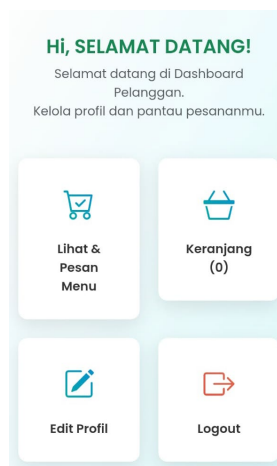 Hi, SELAMAT DATANG!
Selamat datang di Dashboard
Pelanggan.
Kelola profil dan pantau pesananmu.
Lihat &
Pesan
Menu
Keranjang
(0)
Edit Profil
Logout